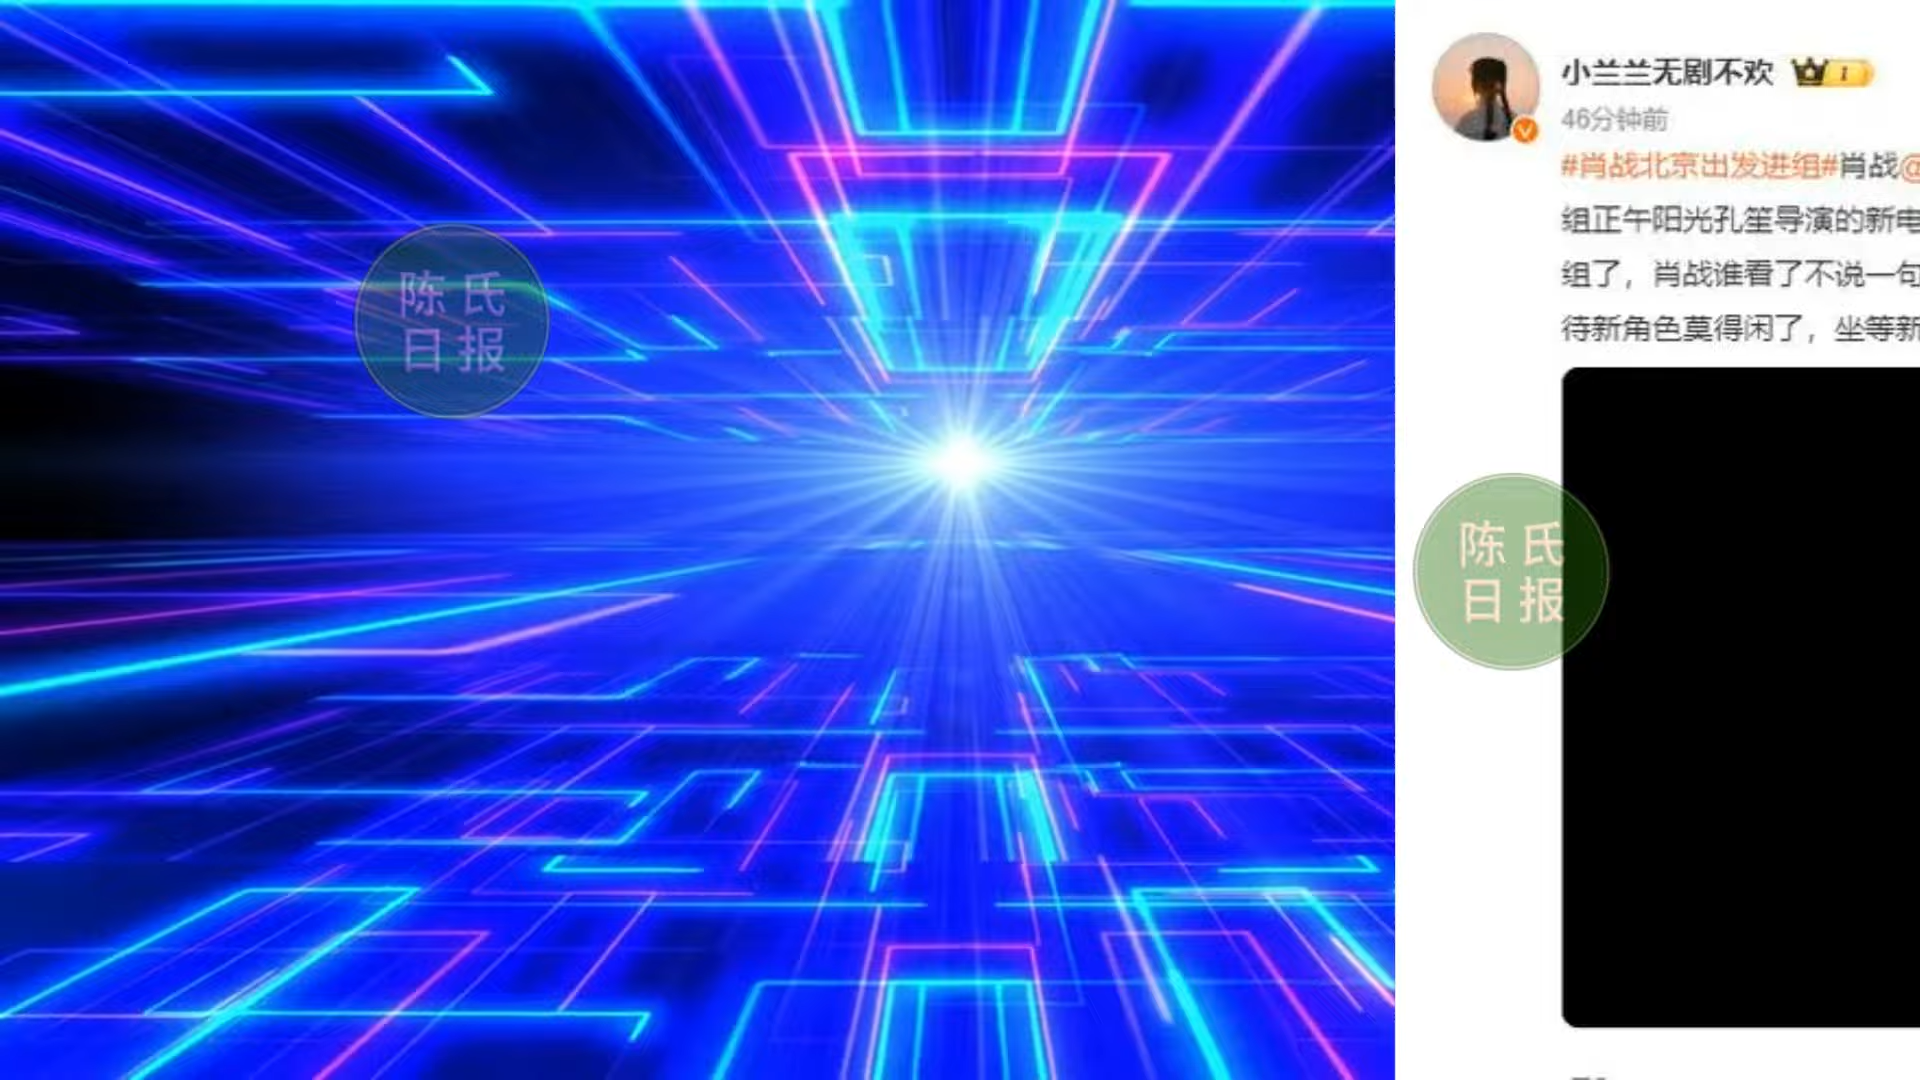 陈氏
日报
小兰兰无剧不欢
46分钟前
#肖战北京出发进组#肖战@
组正午阳光孔笙导演的新电
组了，肖战谁看了不说一句
待新角色莫得闲了，坐等新
陈氏
日报